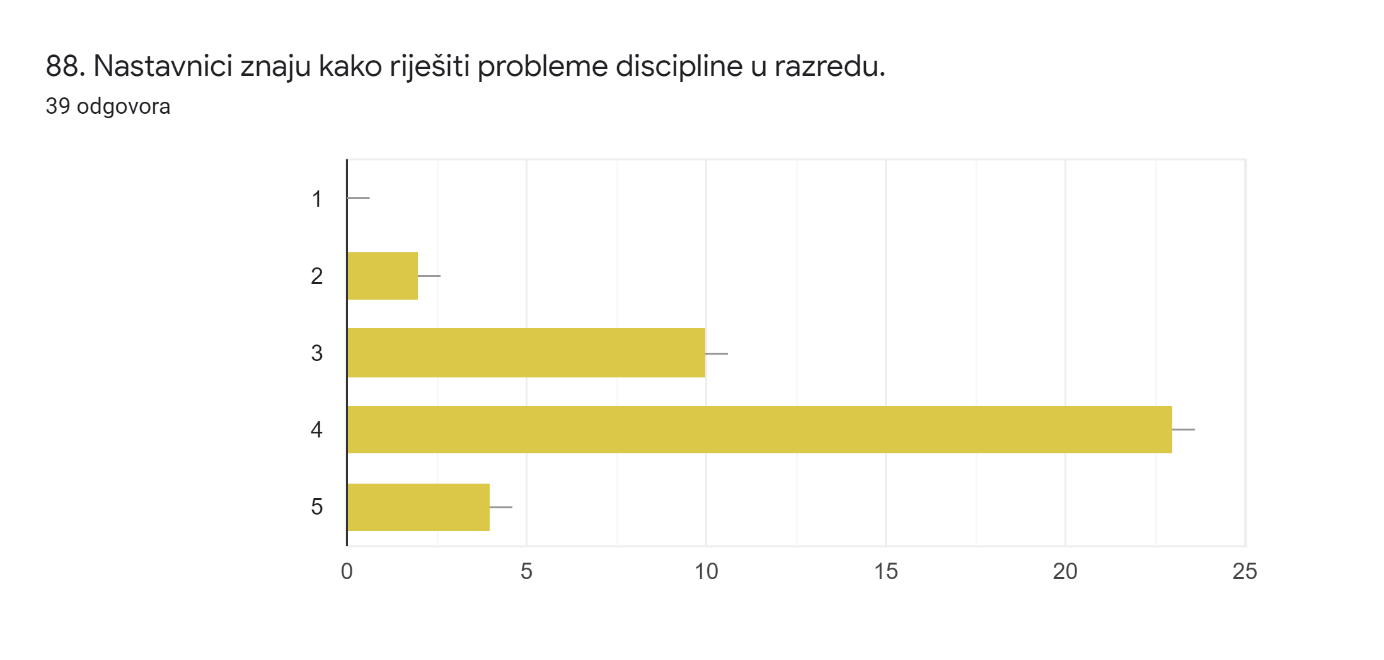 88. Nastavnici znaju kako riješiti probleme discipline u razredu.
39 odgovora
1
2
3
4
5
0 5 10 15 20 25